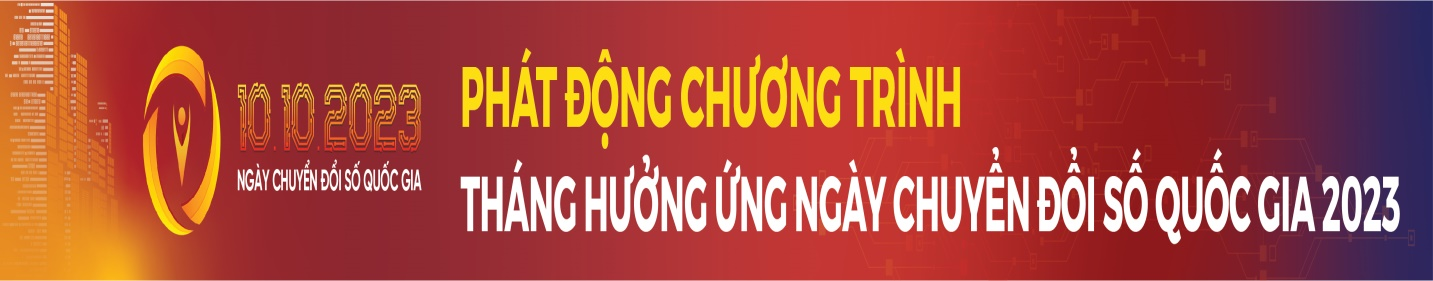 10.10.2023
NGÀY CHUYỂN ĐỔI SỐ QUỐC GIA
PHÁT ĐỘNG CHƯƠNG TRÌNH
THÁNG HƯỞNG ỨNG NGÀY CHUYỂN ĐỔI SỐ QUỐC GIA 2023